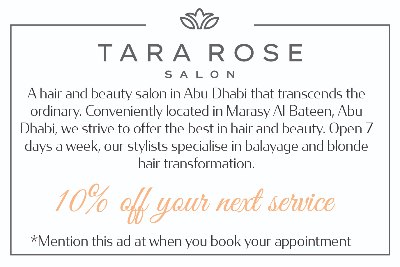 TARA ROSE
SALON
A hair and beauty salon in Abu Dhabi that transcends the
ordinary. Conveniently located in Marasy Al Bateen, Abu
Dhabi, we strive to offer the best in hair and beauty. Open 7
days a week, our stylists specialise in balayage and blonde
hair transformation.
10% off your next service
*Mention this ad at when you book your appointment